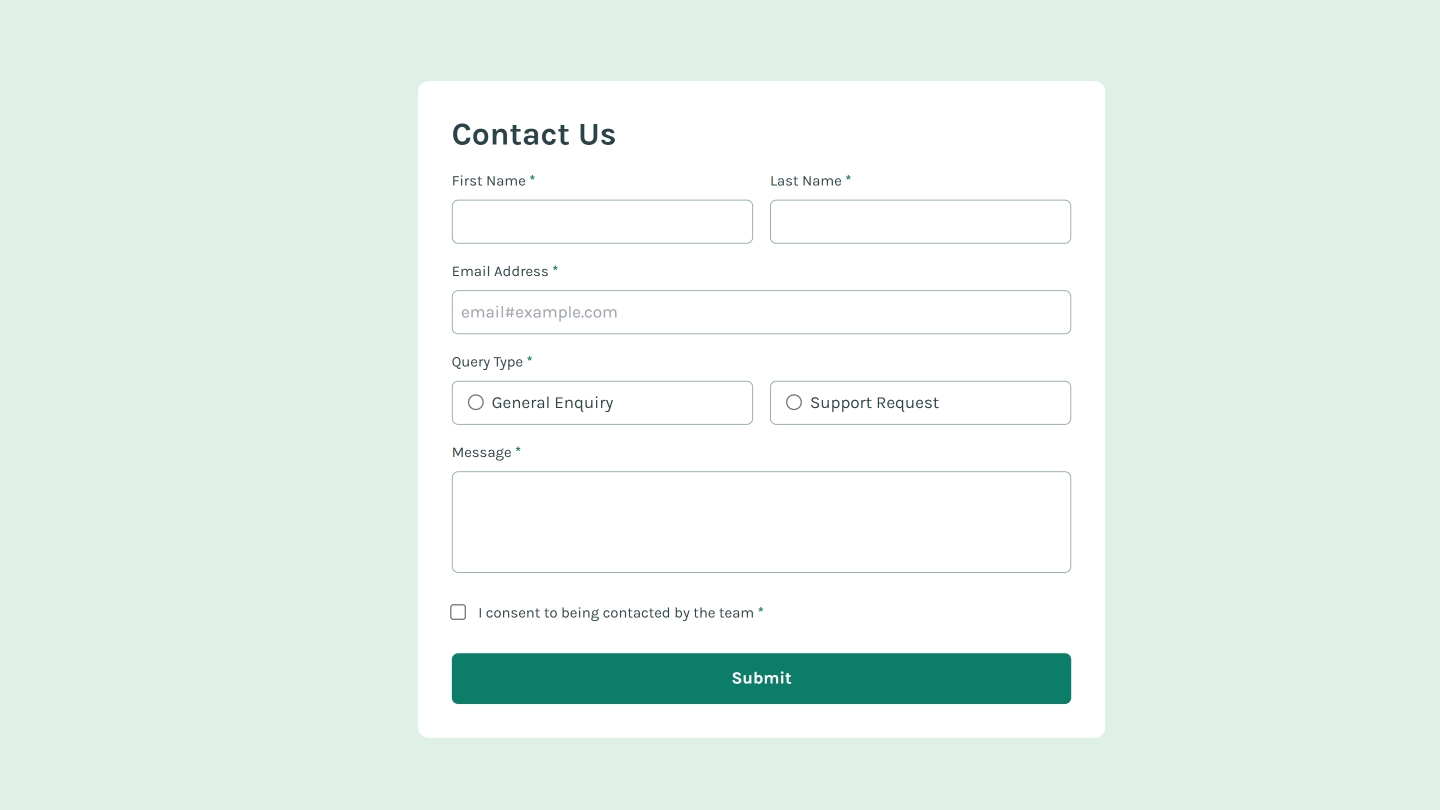 Contact Us
First Name * Last Name *
Email Address *
email#example.com
Query Type *
General Enquiry Support Request
Message *
I consent to being contacted by the team *
Submit